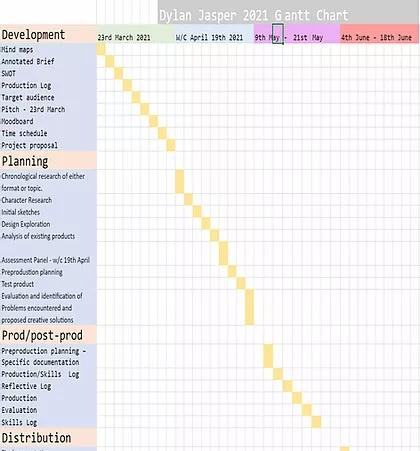 Dylan Jasper 2021 Gantt Chart
Development
23rd March 2021
W/C April 19th 2021
9th May - 21st May
4th June - 18th June
Mind maps
Annotated Brief
SWOT
Production Log
Target audience
Pitch - 23rd March
Moodboard
Time schedule
Project proposal
Planning
Chronological research of either
format or topic.
Character Research
Initial sketches
Design Exploration
Analysis of existing products
Assessment Panel - w/c 19th April
Preprodustion planning
Test product
Evaluation and identification of
Problems encountered and
proposed creative solutions
Prod/post-prod
Preproduction planning –
Specific documentation
Production/Skills Log
Reflective Log
Production
Evaluation
Skills Log
Distribution